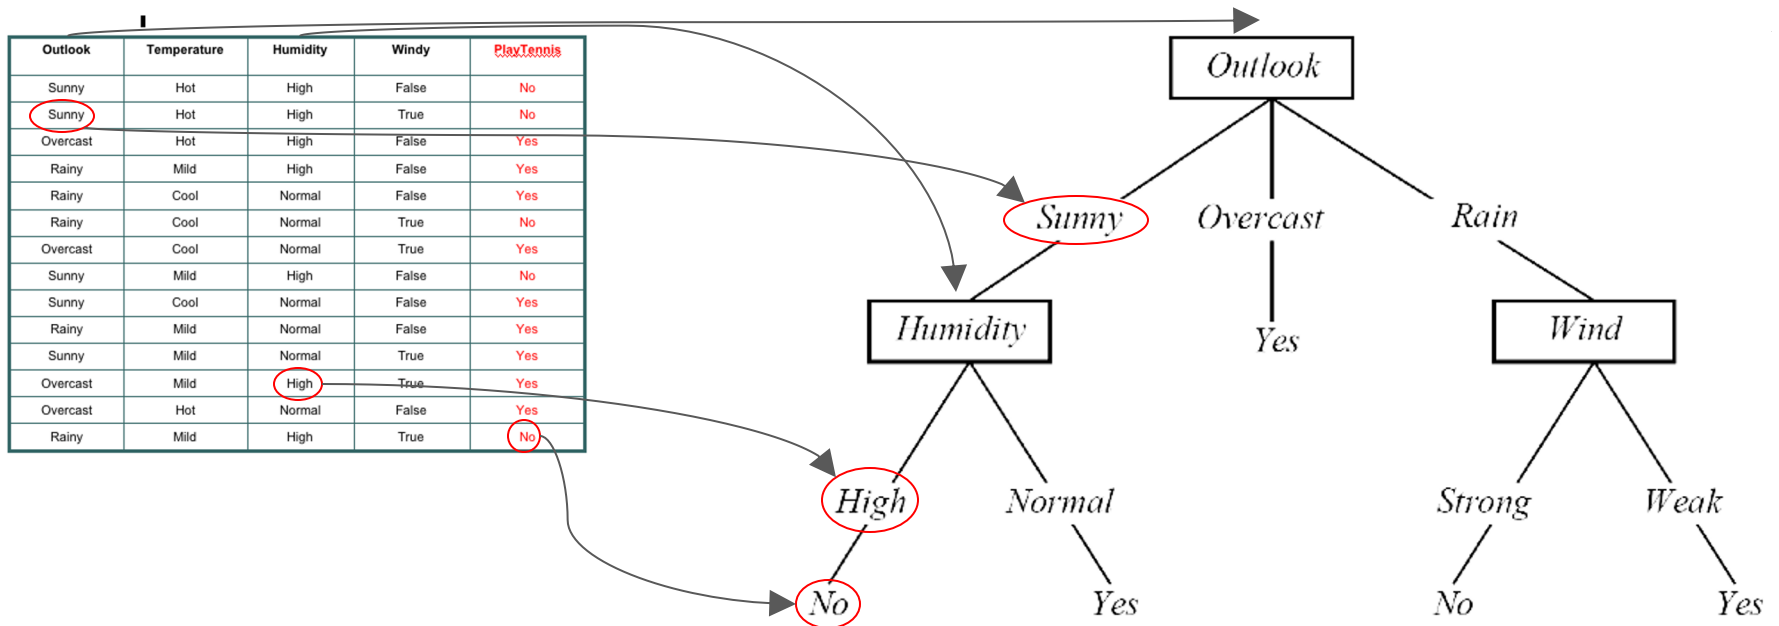 Outlook Temperature Humidity Windy PlayTennis
Sunny Hot High False No
Sunny Hot High True No
Overcast Hot High False Yes
Rainy Mild High False Yes
Rainy Cool Normal False Yes
Rainy Cool Normal True No
Overcast Cool Normal True Yes
Sunny Mild High False No
Sunny Cool Normal False Yes
Rainy Mild Normal False Yes
Sunny Mild Normal True Yes
Overcast Mild High True Yes
Overcast Hot Normal False Yes
Rainy Mild High True No
Outlook
Sunny Overcast Rain
Humidity Yes Wind
High Normal Strong Weak
No Yes No Yes